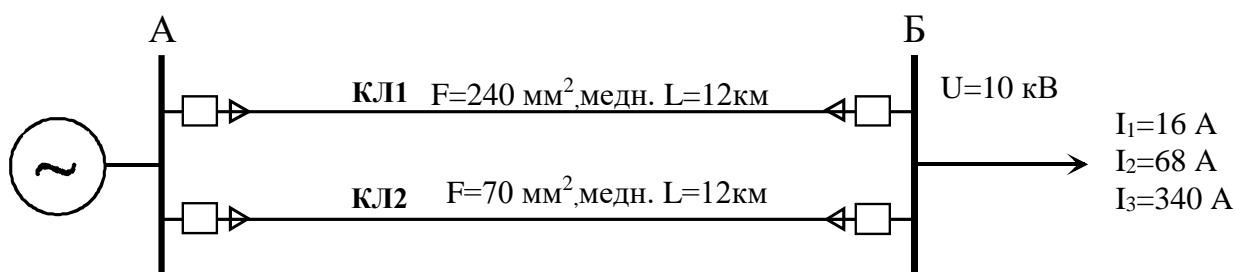 А
Б
КЛ1 F=240 мм²,медн. L=12км
U=10 кВ
I₁=16 А
I₂=68 А
I₃=340 А
КЛ2 F=70 мм²,медн. L=12км
~